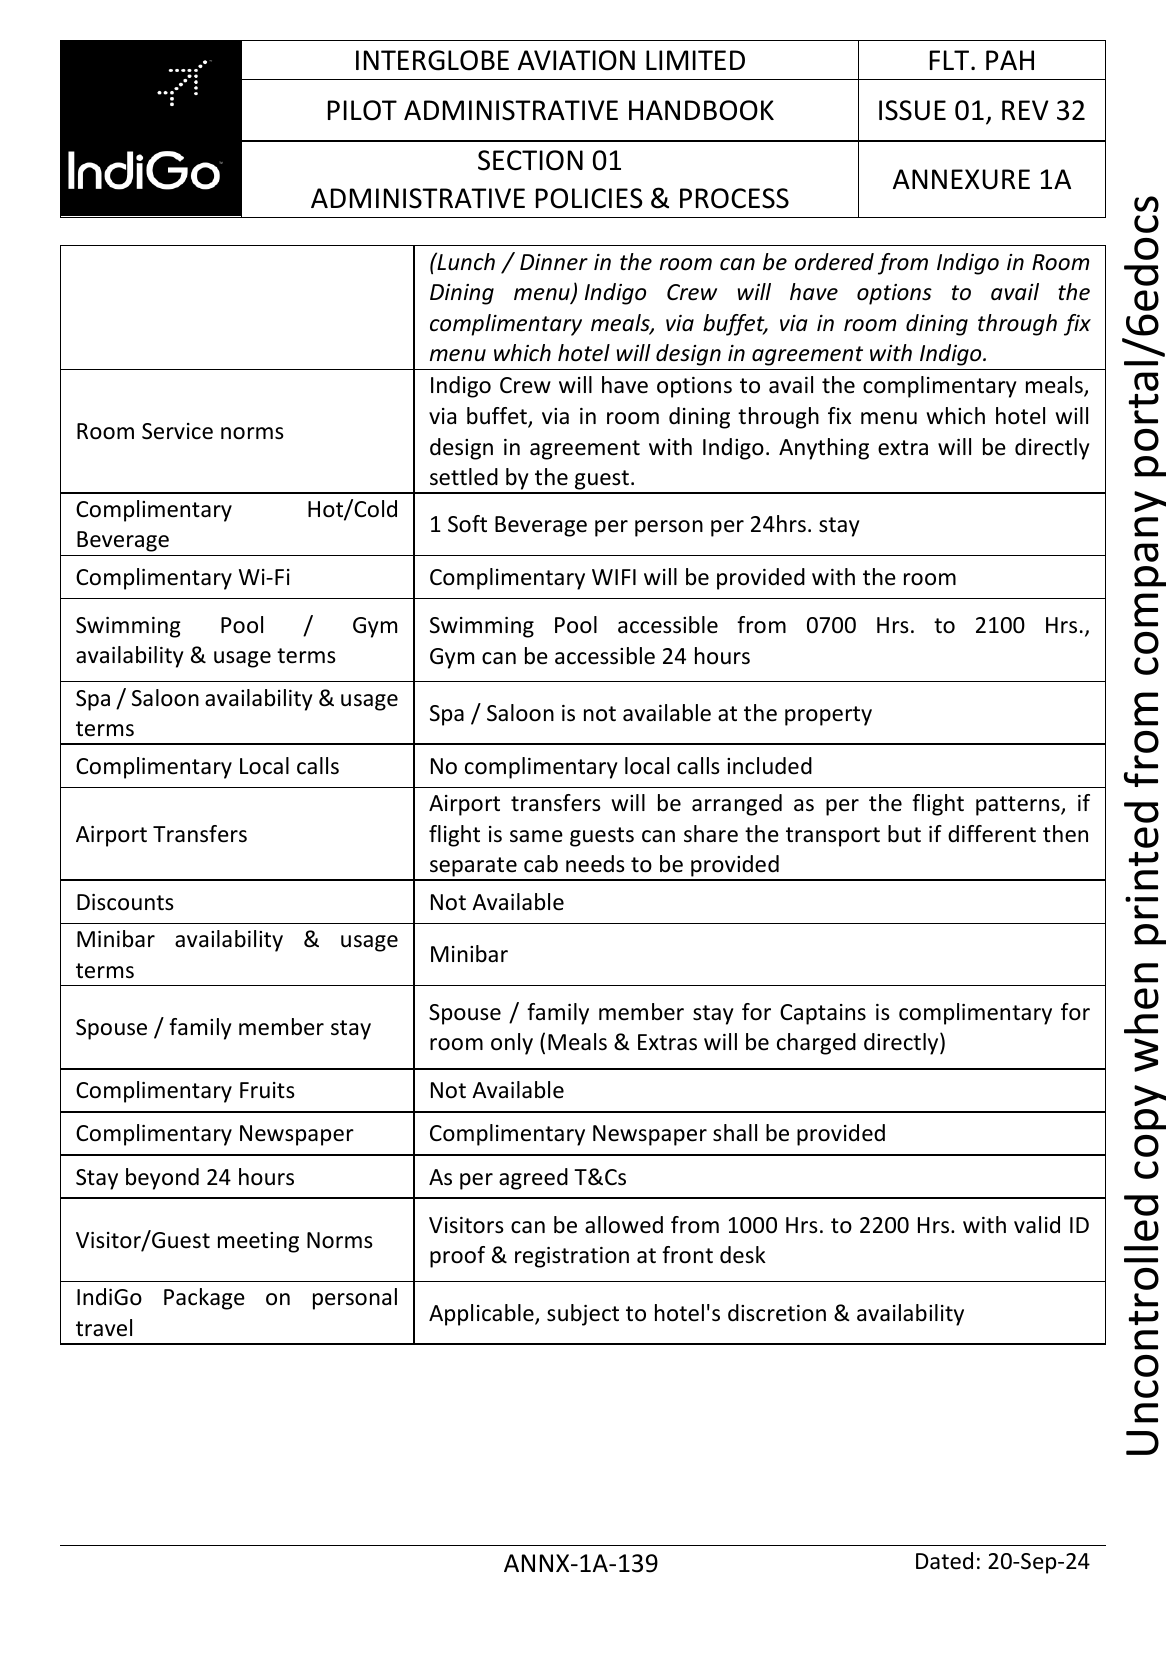 INTERGLOBE AVIATION LIMITED
FLT. PAH
PILOT ADMINISTRATIVE HANDBOOK
ISSUE 01, REV 32
IndiGo
SECTION 01
ADMINISTRATIVE POLICIES & PROCESS
ANNEXURE 1A
(Lunch / Dinner in the room can be ordered from Indigo in Room
Dining menu) Indigo Crew will have options to avail the
complimentary meals, via buffet, via in room dining through fix
menu which hotel will design in agreement with Indigo.
Room Service norms
Indigo Crew will have options to avail the complimentary meals,
via buffet, via in room dining through fix menu which hotel will
design in agreement with Indigo. Anything extra will be directly
settled by the guest.
Complimentary Hot/Cold
Beverage
1 Soft Beverage per person per 24hrs. stay
Complimentary Wi-Fi
Complimentary WIFI will be provided with the room
Swimming Pool / Gym
availability & usage terms
Swimming Pool accessible from 0700 Hrs. to 2100 Hrs.,
Gym can be accessible 24 hours
Spa / Saloon availability & usage
terms
Spa / Saloon is not available at the property
Complimentary Local calls
No complimentary local calls included
Airport Transfers
Airport transfers will be arranged as per the flight patterns, if
flight is same guests can share the transport but if different then
separate cab needs to be provided
Discounts
Not Available
Minibar availability & usage
terms
Minibar
Spouse / family member stay
Spouse / family member stay for Captains is complimentary for
room only (Meals & Extras will be charged directly)
Complimentary Fruits
Not Available
Complimentary Newspaper
Complimentary Newspaper shall be provided
Stay beyond 24 hours
As per agreed T&Cs
Visitor/Guest meeting Norms
Visitors can be allowed from 1000 Hrs. to 2200 Hrs. with valid ID
proof & registration at front desk
IndiGo Package on personal
travel
Applicable, subject to hotel's discretion & availability
ANNX-1A-139
Dated: 20-Sep-24
Uncontrolled copy when printed from company portal/6edocs